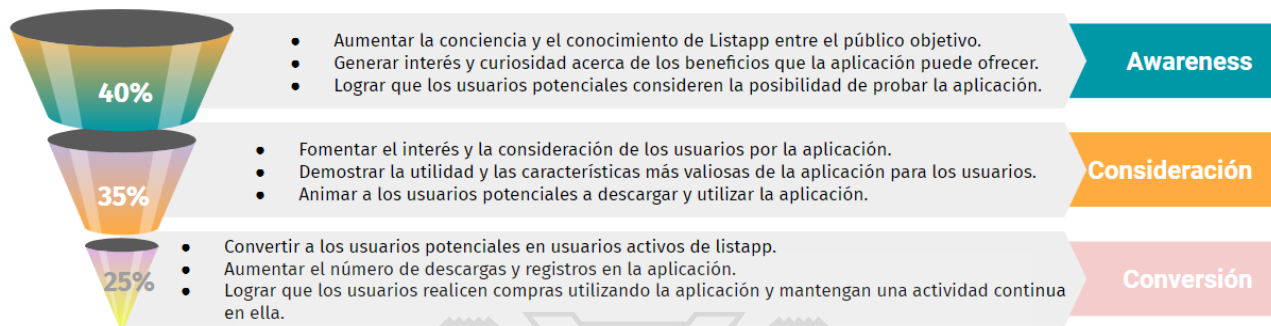 40%
● Aumentar la conciencia y el conocimiento de Listapp entre el público objetivo.
● Generar interés y curiosidad acerca de los beneficios que la aplicación puede ofrecer.
● Lograr que los usuarios potenciales consideren la posibilidad de probar la aplicación.
Awareness
35%
● Fomentar el interés y la consideración de los usuarios por la aplicación.
● Demostrar la utilidad y las características más valiosas de la aplicación para los usuarios.
● Animar a los usuarios potenciales a descargar y utilizar la aplicación.
Consideración
25%
● Convertir a los usuarios potenciales en usuarios activos de listapp.
● Aumentar el número de descargas y registros en la aplicación.
● Lograr que los usuarios realicen compras utilizando la aplicación y mantengan una actividad continua
en ella.
Conversión